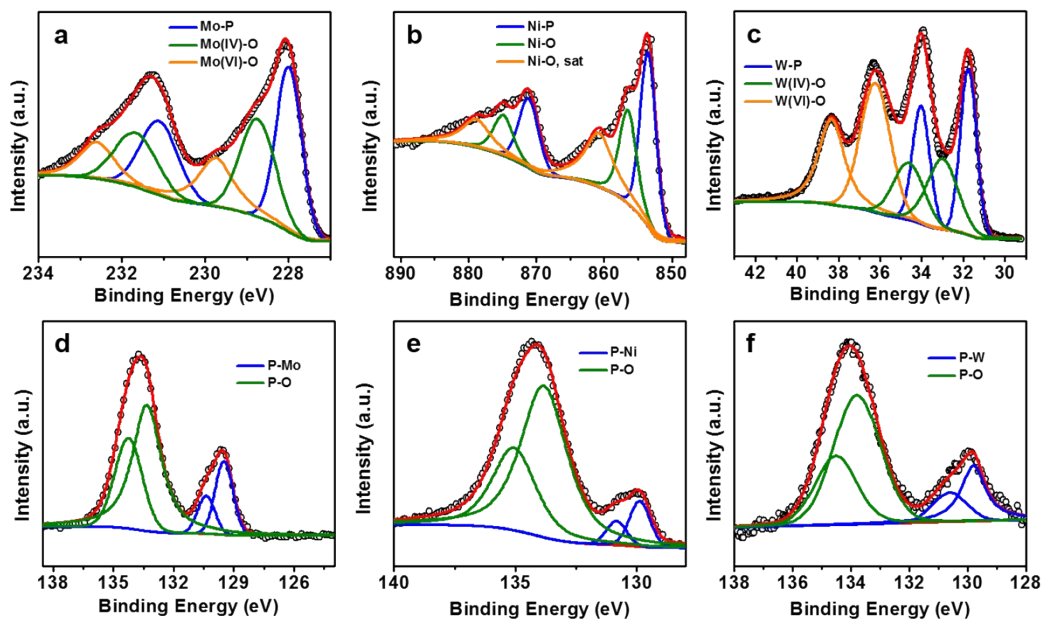 a
Mo-P
Mo(IV)-O
Mo(VI)-O
Intensity (a.u.)
234 231 229 227
Binding Energy (eV)
b
Ni-P
Ni-O
Ni-O, sat
Intensity (a.u.)
890 880 870 860 850
Binding Energy (eV)
c
W-P
W(IV)-O
W(VI)-O
Intensity (a.u.)
42 40 38 36 34 32 30
Binding Energy (eV)
d
P-Mo
P-O
Intensity (a.u.)
138 135 132 129 126
Binding Energy (eV)
e
P-Ni
P-O
Intensity (a.u.)
140 135 130
Binding Energy (eV)
f
P-W
P-O
Intensity (a.u.)
138 136 134 132 130 128
Binding Energy (eV)